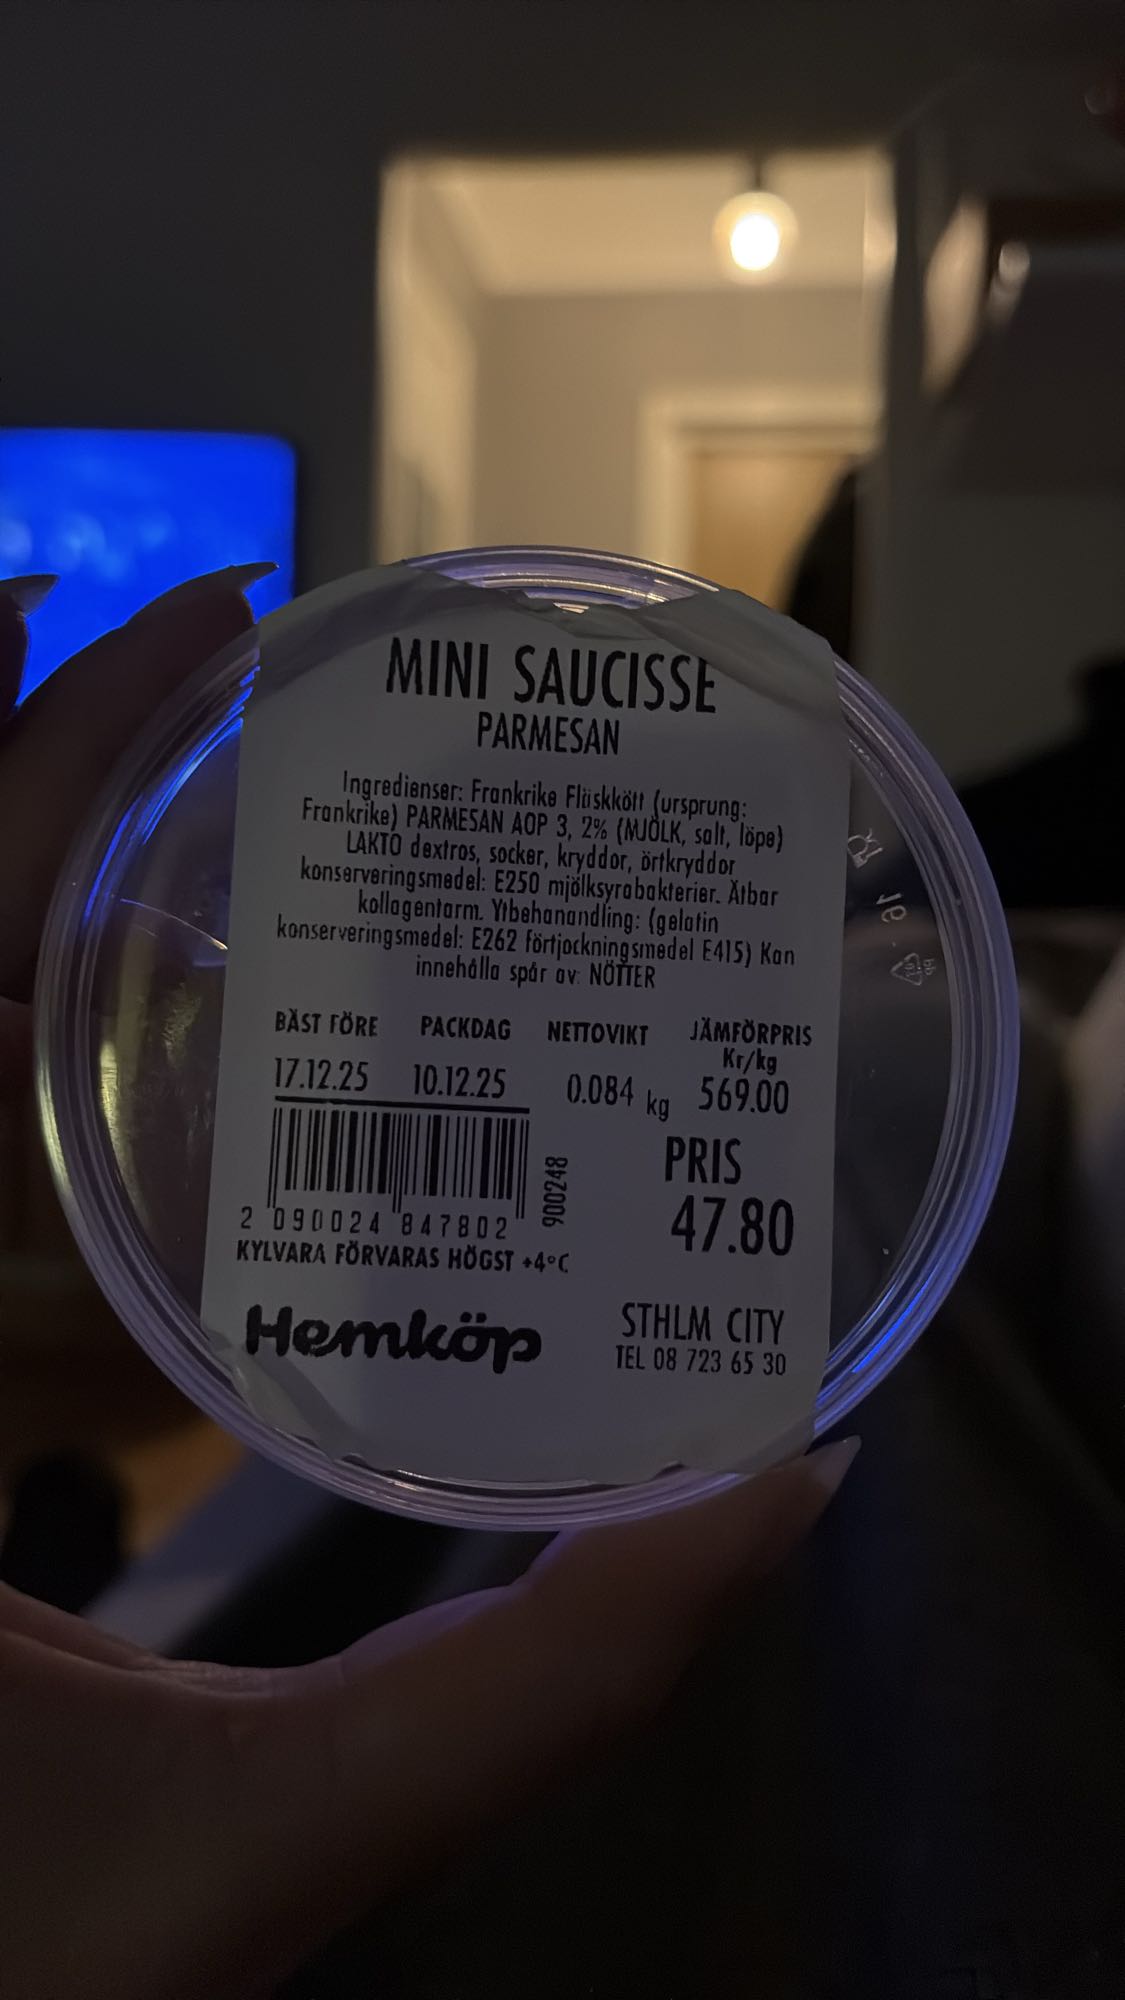 MINI SAUCISSE
PARMESAN
Ingredienser: Frankrike Fläskkött (ursprung:
Frankrike) PARMESAN AOP 3, 2% (MJÖLK, salt, löpe)
LAKTO dextros, socker, kryddor, örtkryddor
konserveringsmedel: E250 mjölksyrabakterier. Ätbar
kollagentarm. Ytbehanandling: (gelatin
konserveringsmedel: E262 förtjockningsmedel E415) Kan
innehålla spår av: NÖTTER
BÄST FÖRE PACKDAG NETTOVIKT JÄMFÖRPRIS
Kr/kg
17.12.25 10.12.25 0.084 kg 569.00
PRIS
47.80
900248
2 090024 847802
KYLVARA FÖRVARAS HÖGST +4°C
Hemköp
STHLM CITY
TEL 08 723 65 30